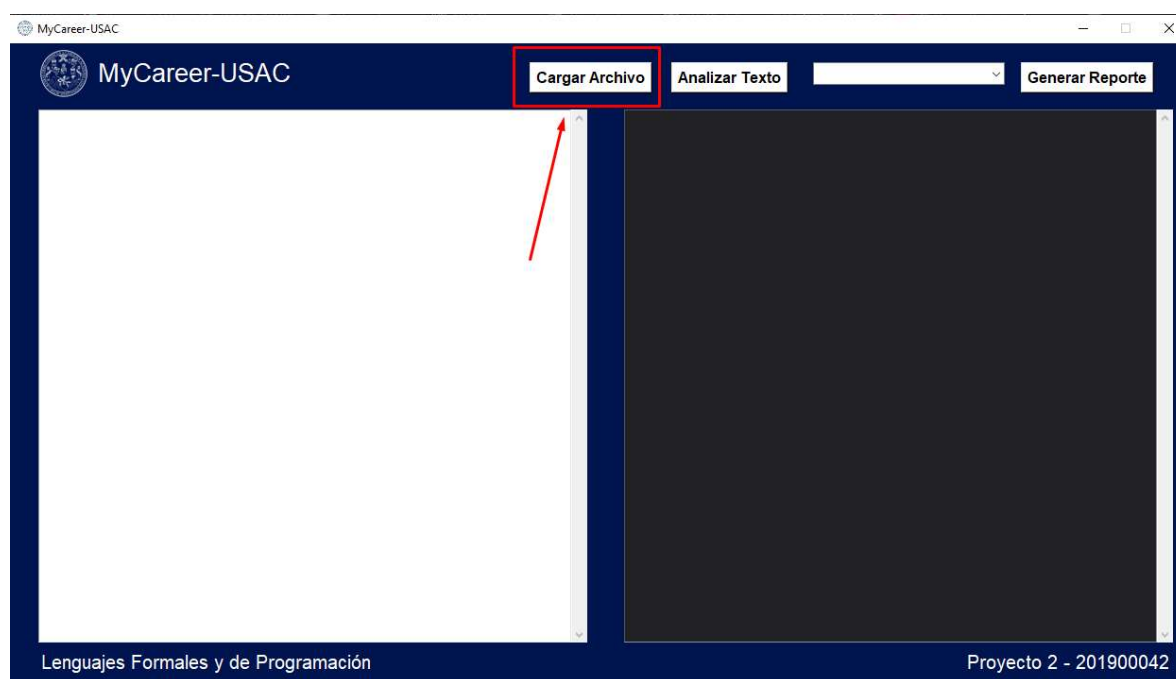 MyCareer-USAC
MyCareer-USAC
Cargar Archivo
Analizar Texto
Generar Reporte
Lenguajes Formales y de Programación
Proyecto 2 - 201900042